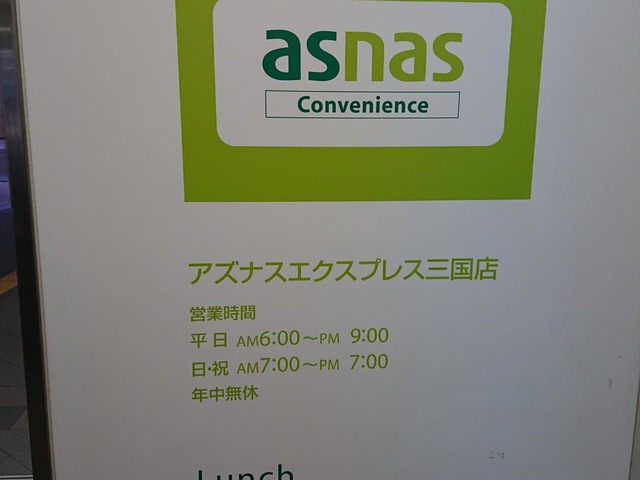 asnas
Convenience
アズナスエクスプレス三国店
営業時間
平日 AM6:00〜PM 9:00
日・祝 AM7:00〜PM 7:00
年中無休
Lunch